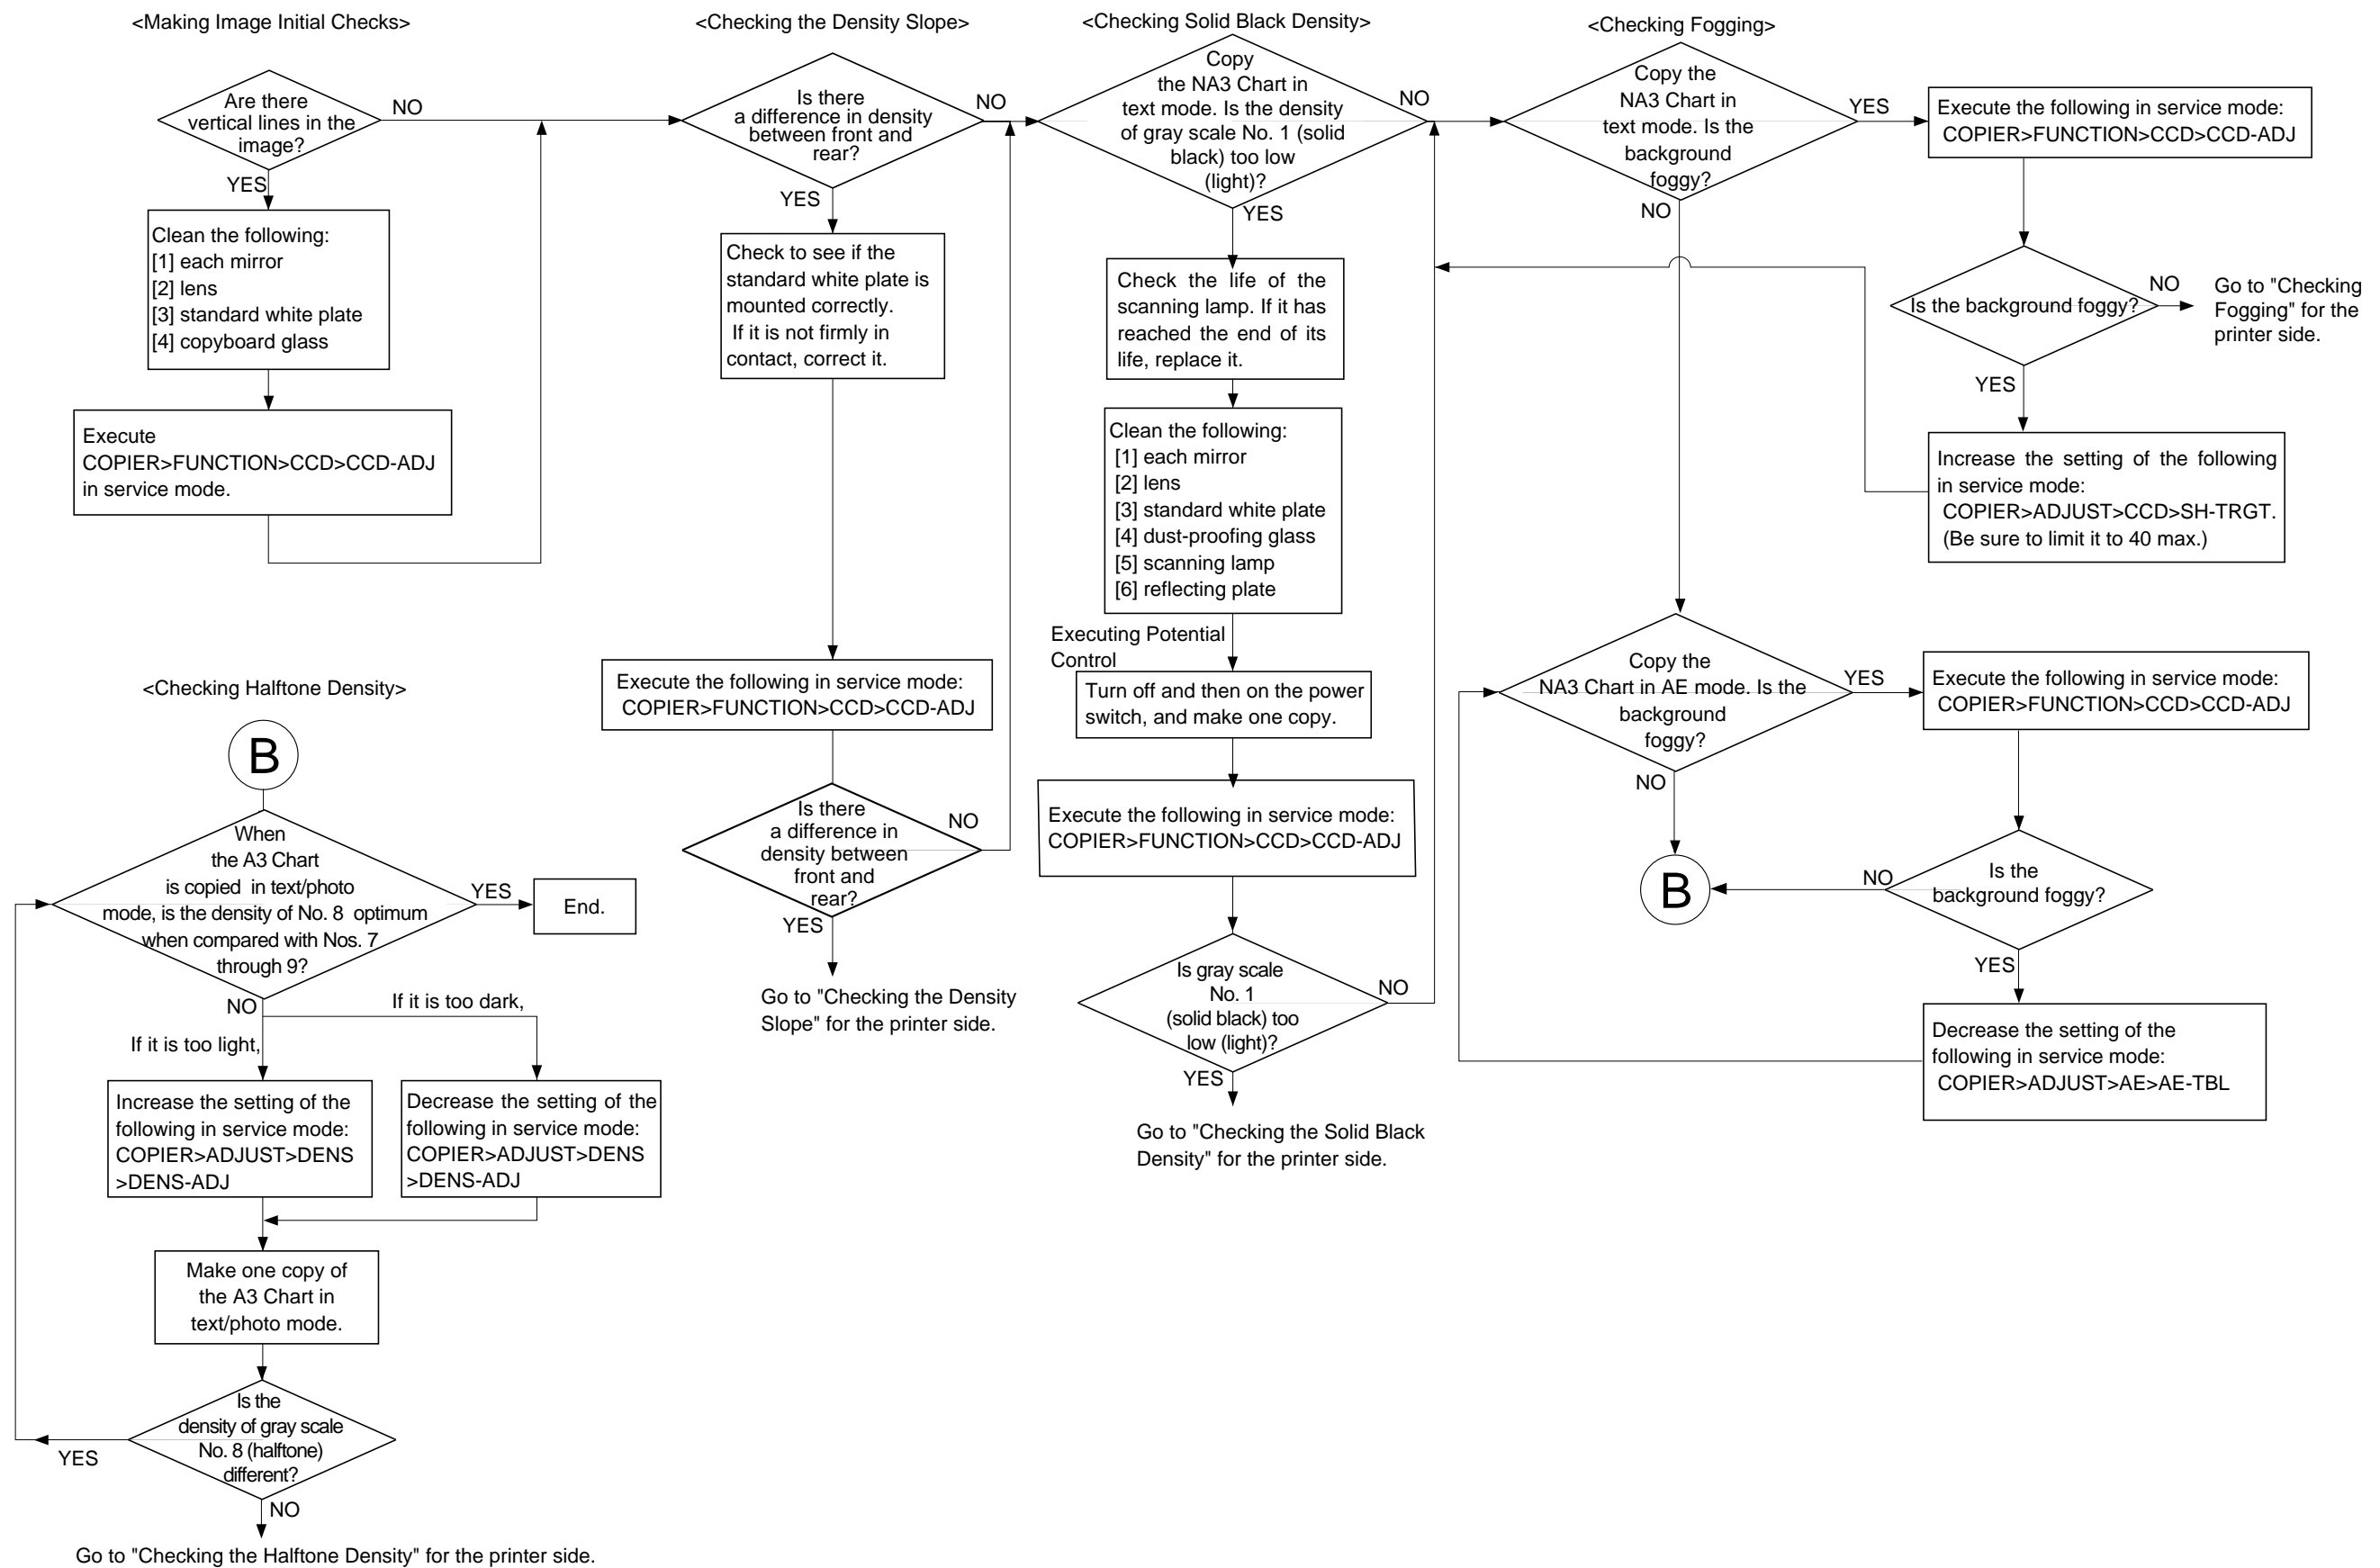 <Making Image Initial Checks>
Are there
vertical lines in the
image?
NO
YES
Clean the following:
[1] each mirror
[2] lens
[3] standard white plate
[4] copyboard glass
Execute
COPIER>FUNCTION>CCD>CCD-ADJ
in service mode.
<Checking the Density Slope>
Is there
a difference in density
between front and
rear?
NO
YES
Check to see if the
standard white plate is
mounted correctly.
If it is not firmly in
contact, correct it.
Execute the following in service mode:
COPIER>FUNCTION>CCD>CCD-ADJ
Is there
a difference in
density between
front and
rear?
NO
YES
Go to "Checking the Density
Slope" for the printer side.
<Checking Solid Black Density>
Copy
the NA3 Chart in
text mode. Is the density
of gray scale No. 1 (solid
black) too low
(light)?
NO
YES
Check the life of the
scanning lamp. If it has
reached the end of its
life, replace it.
Clean the following:
[1] each mirror
[2] lens
[3] standard white plate
[4] dust-proofing glass
[5] scanning lamp
[6] reflecting plate
Executing Potential
Control
Turn off and then on the power
switch, and make one copy.
Execute the following in service mode:
COPIER>FUNCTION>CCD>CCD-ADJ
Is gray scale
No. 1
(solid black) too
low (light)?
NO
YES
Go to "Checking the Solid Black
Density" for the printer side.
<Checking Fogging>
Copy the
NA3 Chart in
text mode. Is the
background
foggy?
YES
NO
Execute the following in service mode:
COPIER>FUNCTION>CCD>CCD-ADJ
Is the background foggy?
NO
Go to "Checking
Fogging" for the
printer side.
YES
Increase the setting of the following
in service mode:
COPIER>ADJUST>CCD>SH-TRGT.
(Be sure to limit it to 40 max.)
Copy the
NA3 Chart in AE mode. Is the
background
foggy?
YES
NO
Execute the following in service mode:
COPIER>FUNCTION>CCD>CCD-ADJ
Is the
background foggy?
NO
B
YES
Decrease the setting of the
following in service mode:
COPIER>ADJUST>AE>AE-TBL
<Checking Halftone Density>
B
When
the A3 Chart
is copied in text/photo
mode, is the density of No. 8 optimum
when compared with Nos. 7
through 9?
YES
End.
NO
If it is too dark,
If it is too light,
Increase the setting of the
following in service mode:
COPIER>ADJUST>DENS
>DENS-ADJ
Decrease the setting of the
following in service mode:
COPIER>ADJUST>DENS
>DENS-ADJ
Make one copy of
the A3 Chart in
text/photo mode.
Is the
density of gray scale
No. 8 (halftone)
different?
YES
NO
Go to "Checking the Halftone Density" for the printer side.